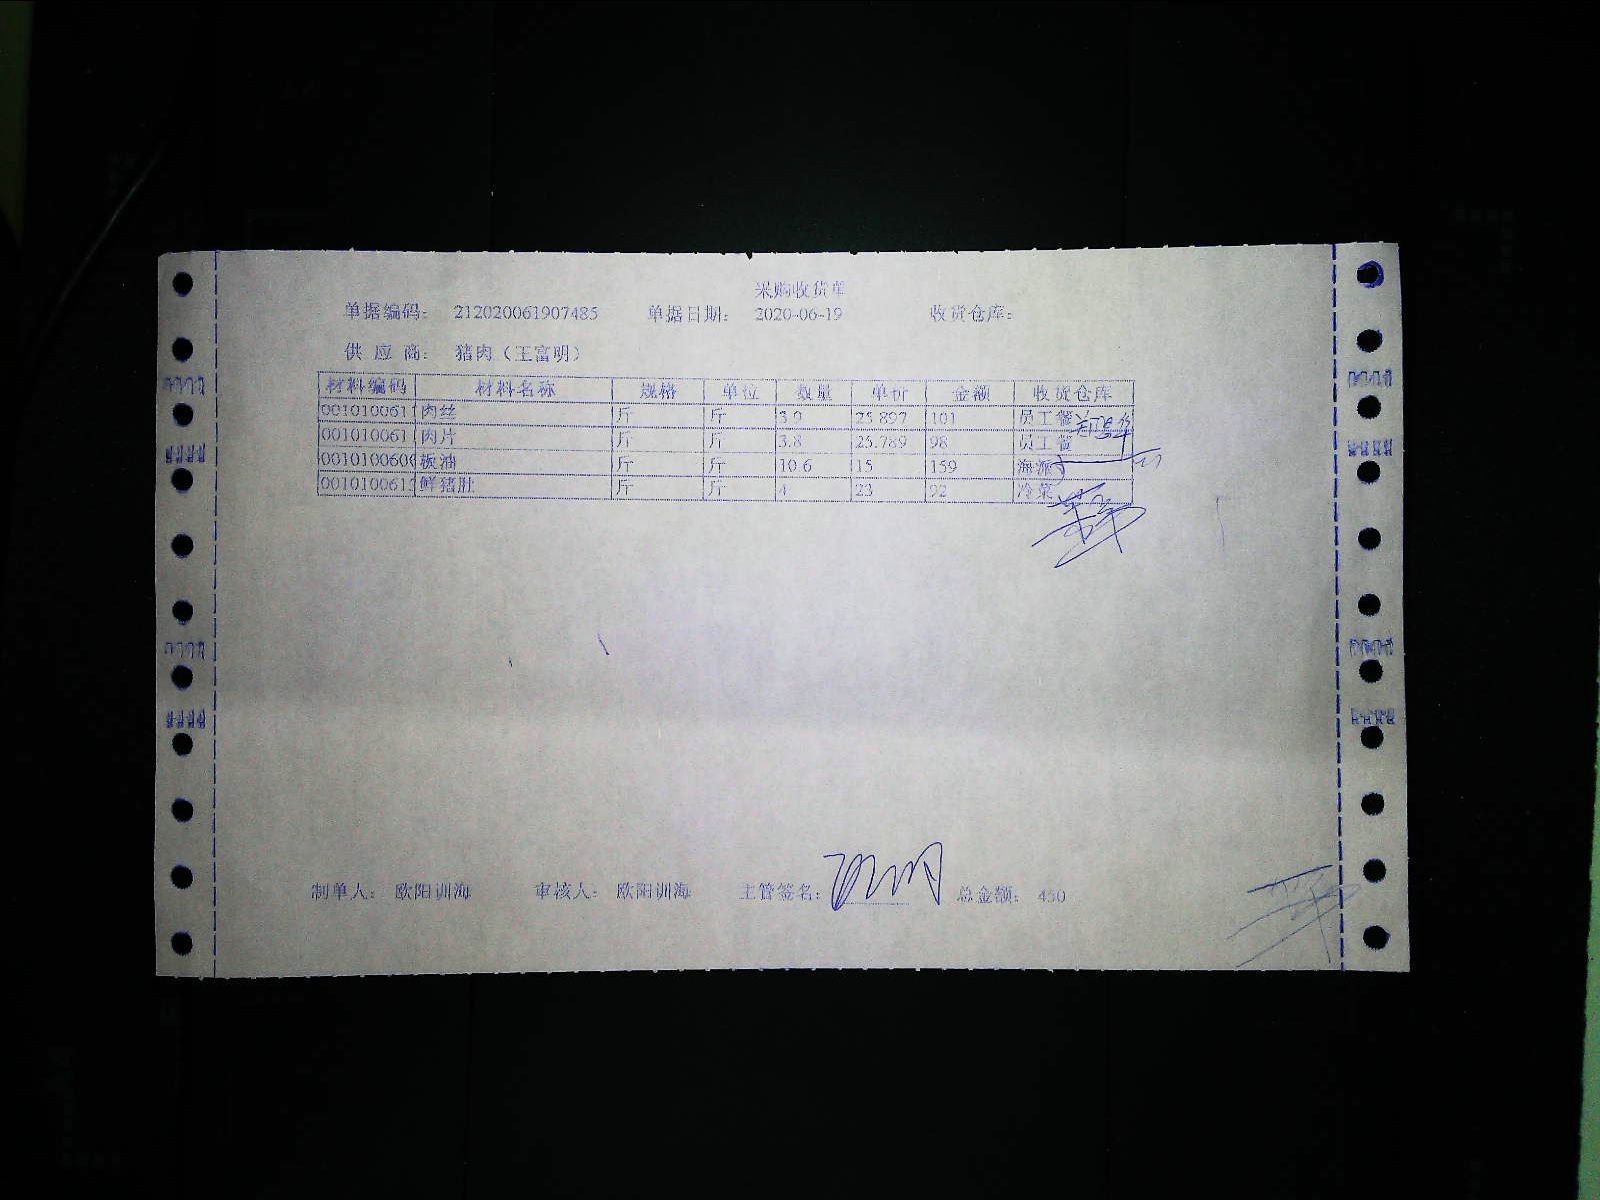 采购收货单
单据编码： 212020061907485 单据日期： 2020-06-19 收货仓库：
供 应 商： 猪肉（王富明）
材料编码 材料名称 规格 单位 数量 单价 金额 收货仓库
0010100611 肉丝 斤 斤 3.9 25.897 101 员工餐
001010061 肉片 斤 斤 3.8 25.789 98 员工餐
0010100606 板油 斤 斤 10.6 15 159 海派
0010100612 鲜猪肚 斤 斤 4 23 92 冷菜
制单人： 欧阳训海 审核人： 欧阳训海 主管签名： 总金额： 450